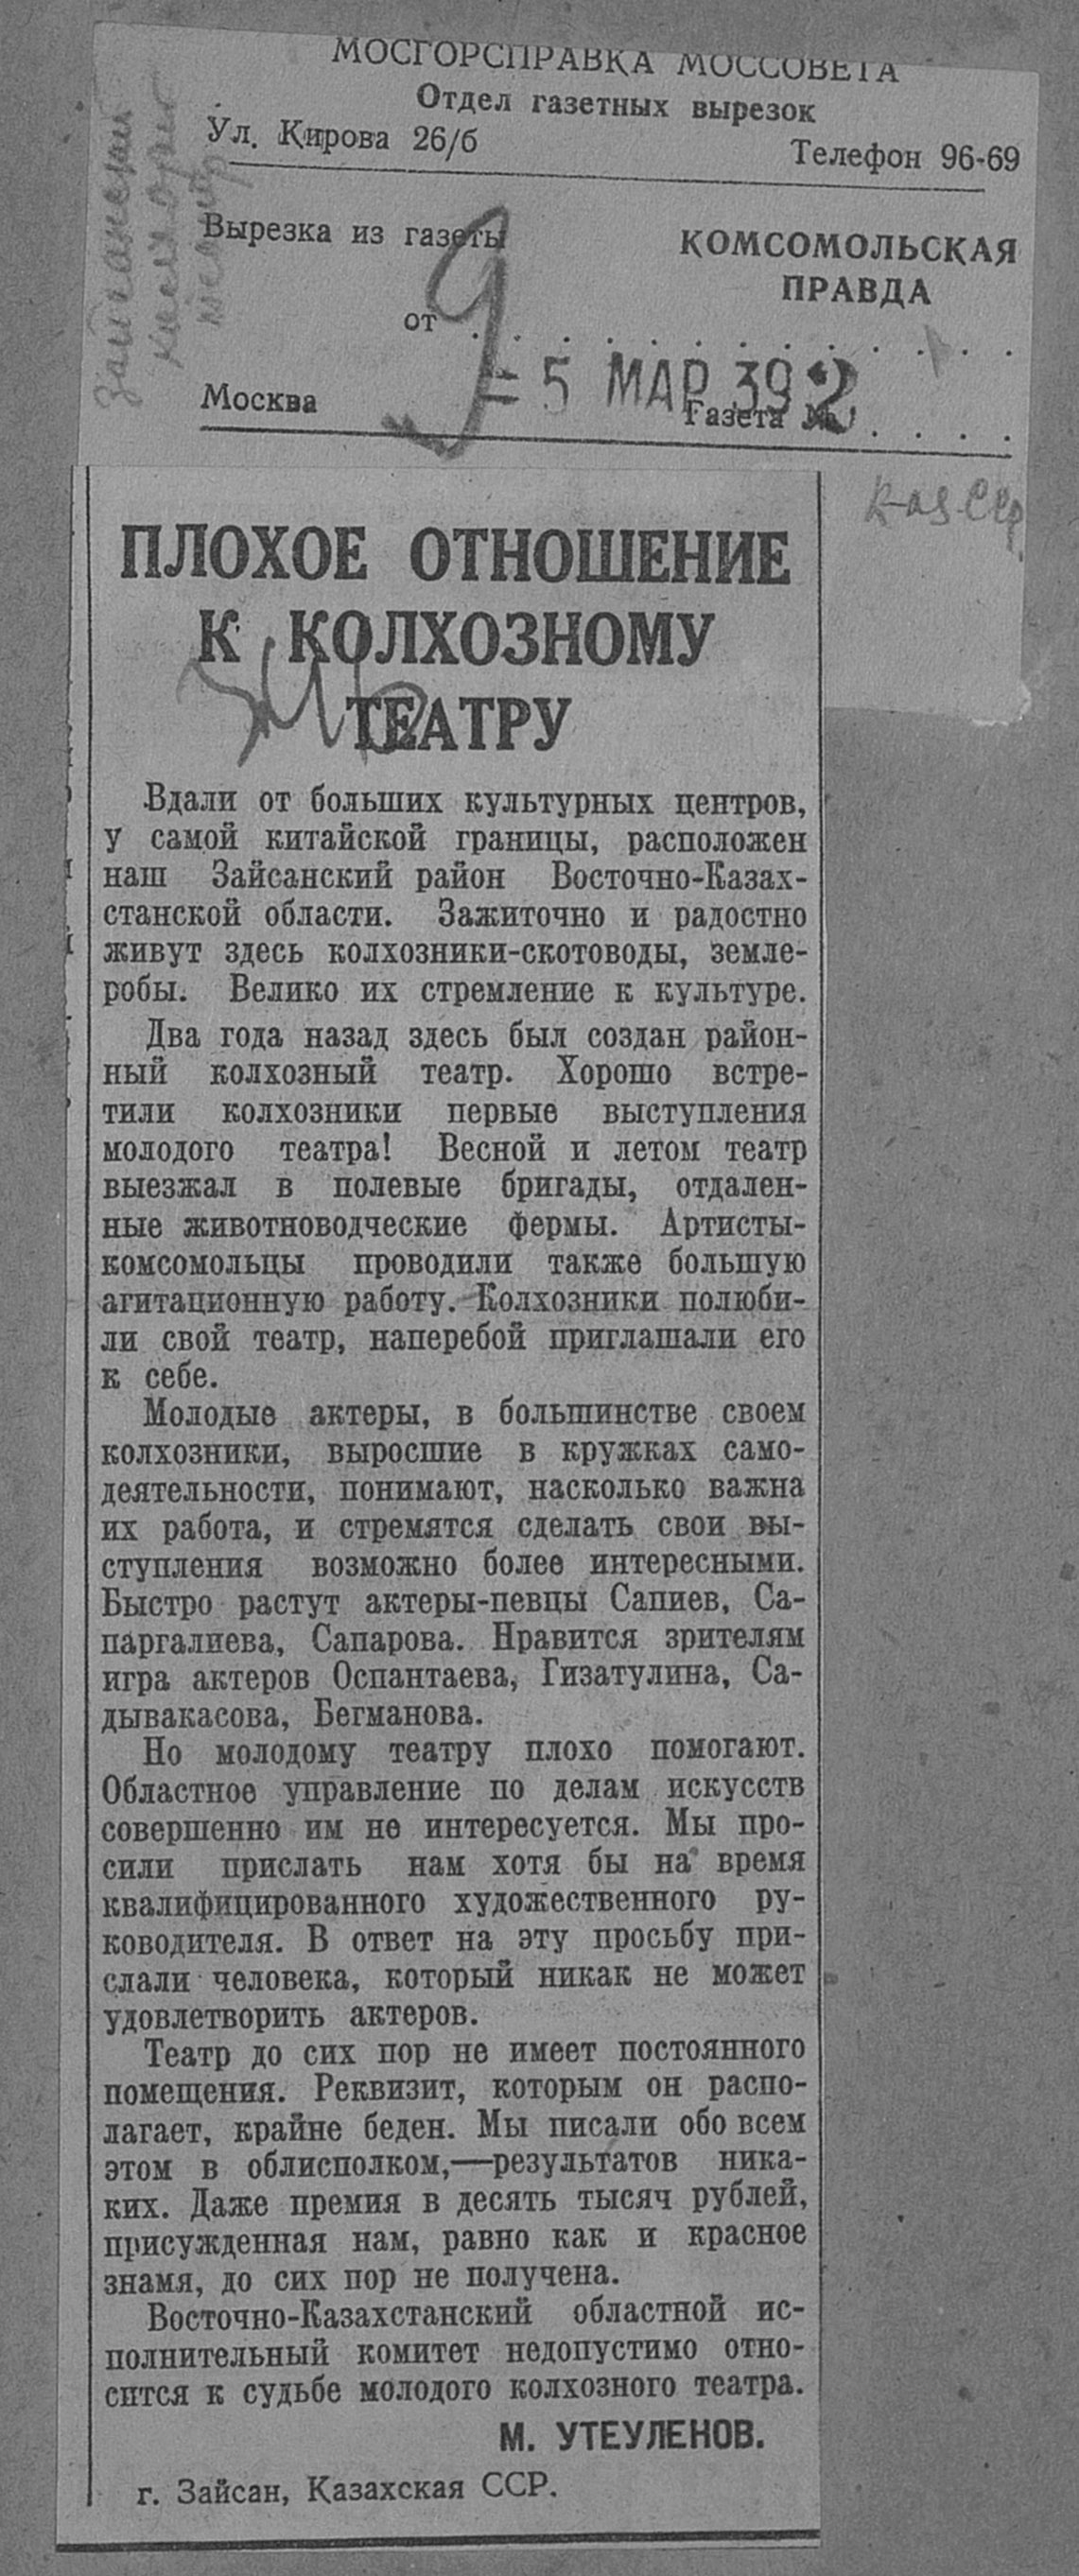 МОСГОРСПРАВКА МОССОВЕТА
Отдел газетных вырезок
Ул. Кирова 26/б Телефон 96-69
Вырезка из газеты
КОМСОМОЛЬСКАЯ
ПРАВДА
от . . . . . . . . . .
- 5 МАР 39 2
Москва Газета № . . . .
Каз ССР
ПЛОХОЕ ОТНОШЕНИЕ
К КОЛХОЗНОМУ
ТЕАТРУ
Вдали от больших культурных центров,
у самой китайской границы, расположен
наш Зайсанский район Восточно-Казах-
станской области. Зажиточно и радостно
живут здесь колхозники-скотоводы, земле-
робы. Велико их стремление к культуре.
Два года назад здесь был создан район-
ный колхозный театр. Хорошо встре-
тили колхозники первые выступления
молодого театра! Весной и летом театр
выезжал в полевые бригады, отдален-
ные животноводческие фермы. Артисты-
комсомольцы проводили также большую
агитационную работу. Колхозники полюби-
ли свой театр, наперебой приглашали его
к себе.
Молодые актеры, в большинстве своем
колхозники, выросшие в кружках само-
деятельности, понимают, насколько важна
их работа, и стремятся сделать свои вы-
ступления возможно более интересными.
Быстро растут актеры-певцы Сапиев, Са-
паргалиева, Сапарова. Нравится зрителям
игра актеров Оспантаева, Гизатулина, Са-
дывакасова, Бегманова.
Но молодому театру плохо помогают.
Областное управление по делам искусств
совершенно им не интересуется. Мы про-
сили прислать нам хотя бы на время
квалифицированного художественного ру-
ководителя. В ответ на эту просьбу при-
слали человека, который никак не может
удовлетворить актеров.
Театр до сих пор не имеет постоянного
помещения. Реквизит, которым он распо-
лагает, крайне беден. Мы писали обо всем
этом в облисполком,—результатов ника-
ких. Даже премия в десять тысяч рублей,
присужденная нам, равно как и красное
знамя, до сих пор не получена.
Восточно-Казахстанский областной ис-
полнительный комитет недопустимо отно-
сится к судьбе молодого колхозного театра.
М. УТЕУЛЕНОВ.
г. Зайсан, Казахская ССР.